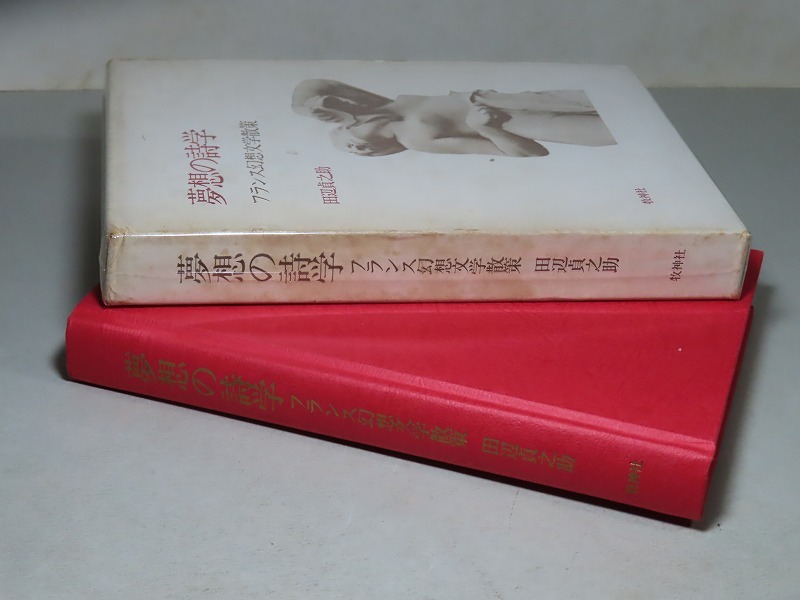 夢想の詩学
フランス幻想文学散策
田辺貞之助
牧神社
夢想の詩学 フランス幻想文学散策 田辺貞之助 牧神社
夢想の詩学 フランス幻想文学散策 田辺貞之助 牧神社